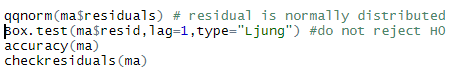 qqnorm(ma$residuals) # residual is normally distributed
Box.test(ma$resid,lag=1,type="Ljung") #do not reject H0
accuracy(ma)
checkresiduals(ma)